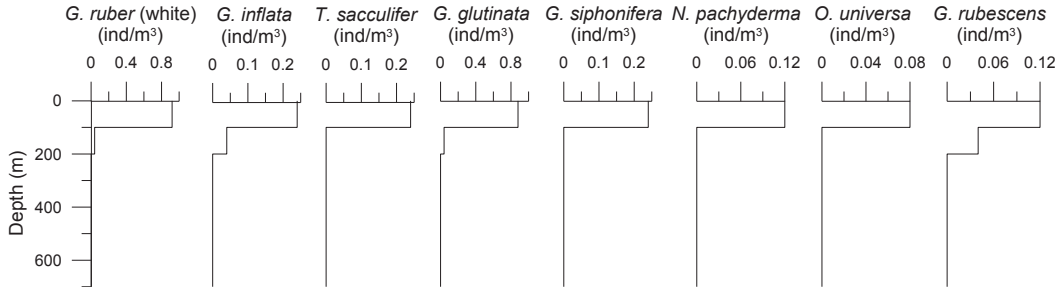 G. ruber (white) G. inflata T. sacculifer G. glutinata G. siphonifera N. pachyderma O. universa G. rubescens
(ind/m³) (ind/m³) (ind/m³) (ind/m³) (ind/m³) (ind/m³) (ind/m³) (ind/m³)
0 0.4 0.8 0 0.1 0.2 0 0.1 0.2 0 0.4 0.8 0 0.1 0.2 0 0.06 0.12 0 0.04 0.08 0 0.06 0.12
0
200
400
600
Depth (m)